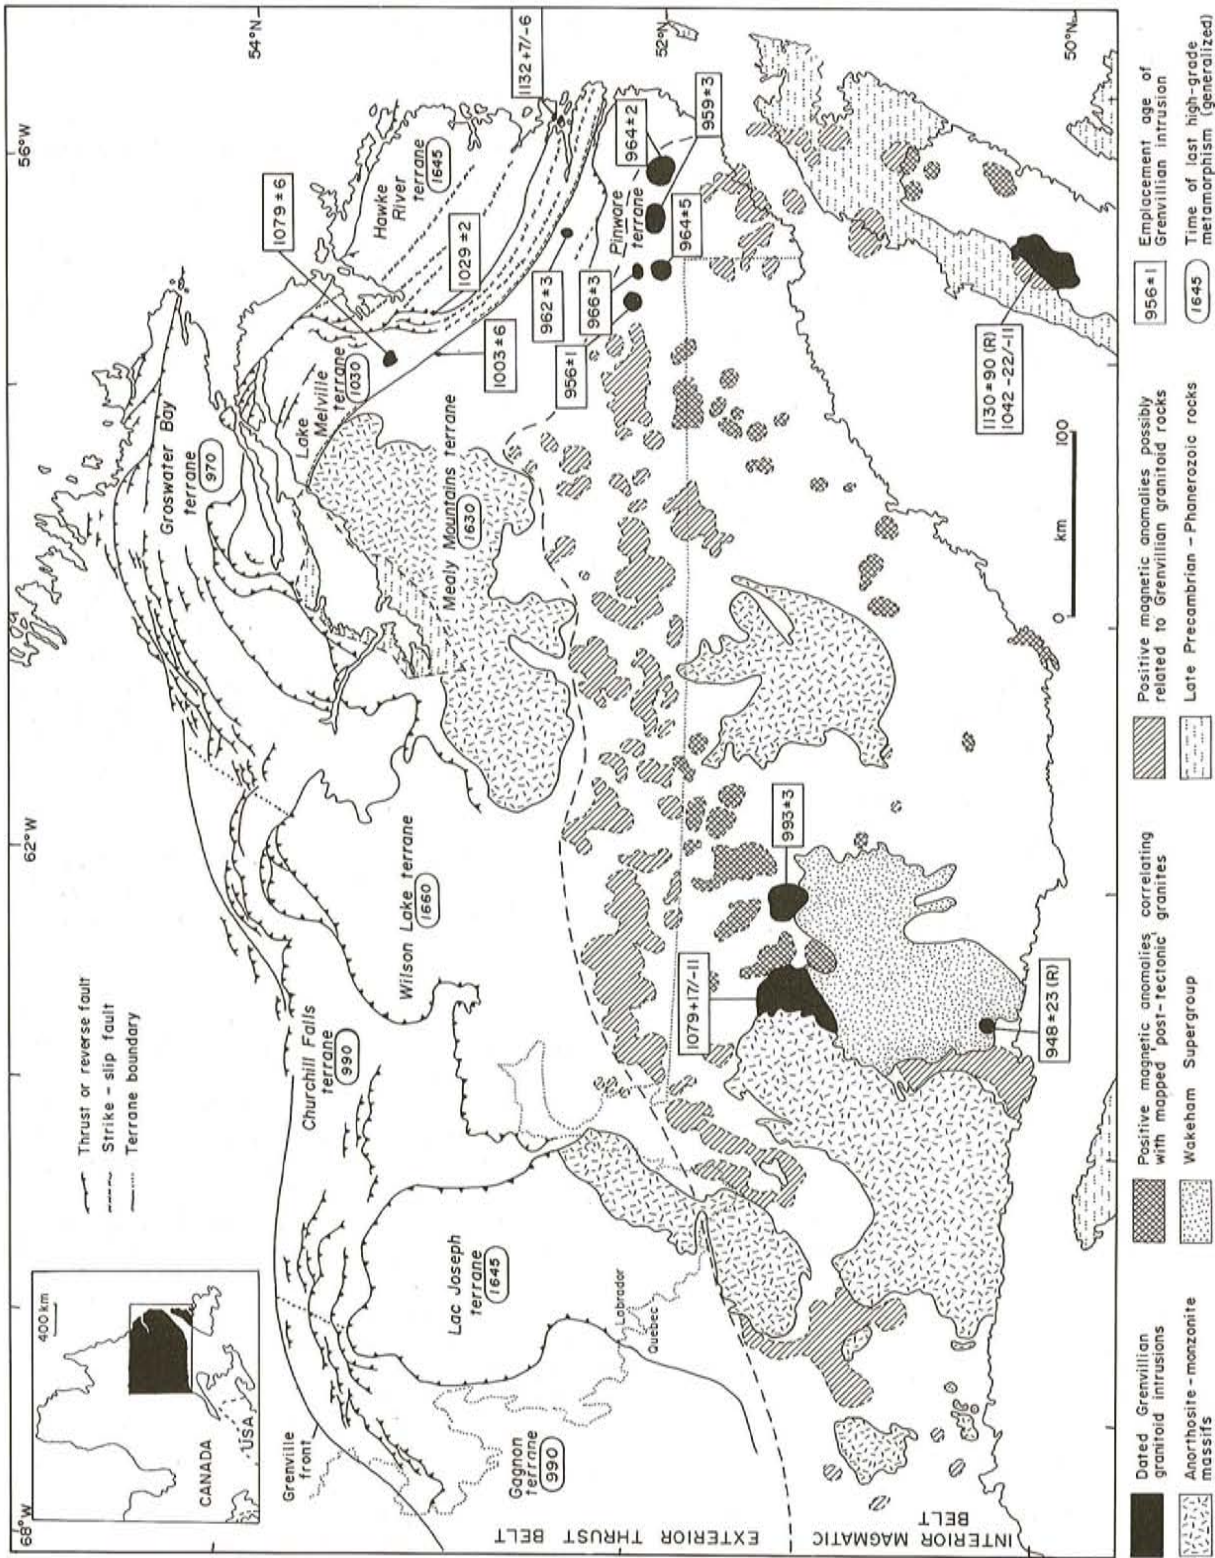 68°W
62°W
56°W
54°N
52°N
50°N
400 km
CANADA
USA
Thrust or reverse fault
Strike - slip fault
Terrane boundary
Grenville
front
Gagnon
terrane
990
Lac Joseph
terrane
1645
Churchill Falls
terrane
990
Wilson Lake terrane
1660
Groswater Bay
terrane
970
Lake
Melville
terrane
1030
Mealy Mountains terrane
1630
Hawke
River
terrane
1645
Pinware
terrane
Labrador
Quebec
EXTERIOR THRUST BELT
INTERIOR MAGMATIC
BELT
1079±6
1132+7/-6
1029±2
1003±6
964±2
959±3
964±5
962±3
966±3
956±1
993±3
1079+17/-11
948±23 (R)
1130±90 (R)
1042-22/-11
km
0
100
Dated Grenvillian
granitoid intrusions
Positive magnetic anomalies correlating
with mapped 'post-tectonic' granites
Positive magnetic anomalies possibly
related to Grenvillian granitoid rocks
956±1
Emplacement age of
Grenvillian intrusion
Anorthosite-monzonite
massifs
Wakeham Supergroup
Late Precambrian - Phanerozoic rocks
1645
Time of last high-grade
metamorphism (generalized)